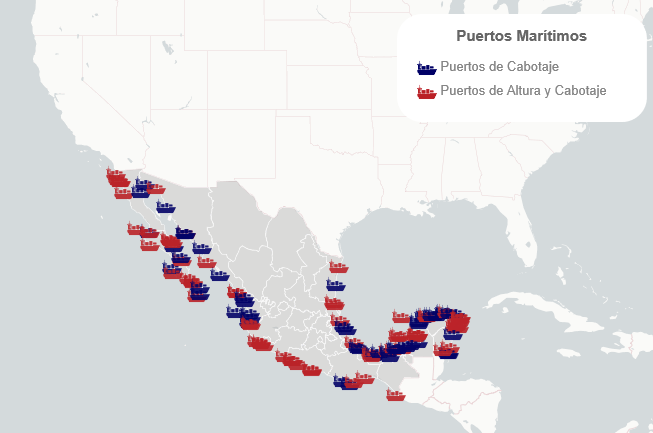 Puertos Marítimos
Puertos de Cabotaje
Puertos de Altura y Cabotaje